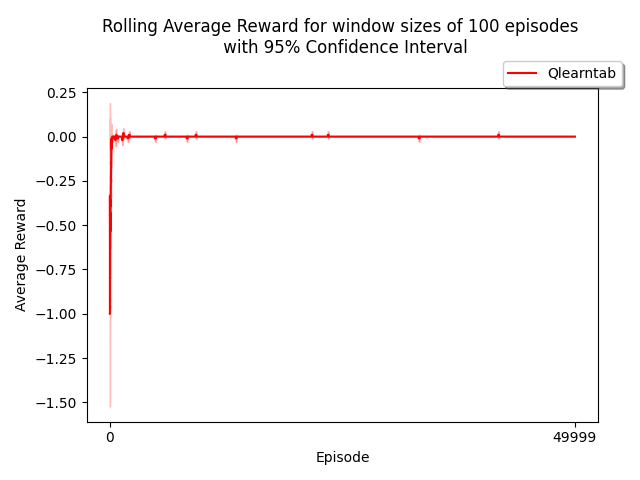 Rolling Average Reward for window sizes of 100 episodes
with 95% Confidence Interval
Qlearntab
0.25
0.00
−0.25
−0.50
−0.75
−1.00
−1.25
−1.50
Average Reward
0
49999
Episode